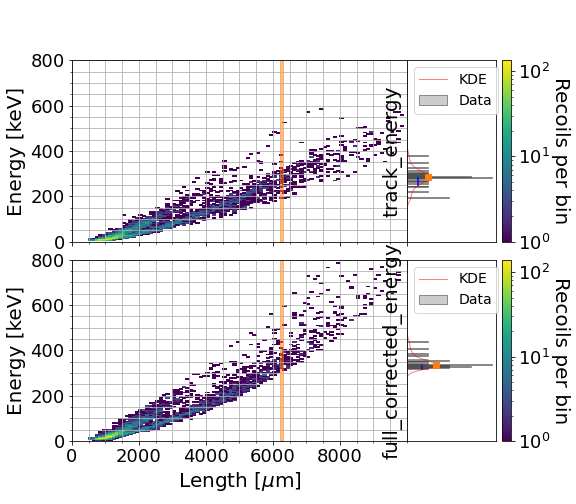 800
600
400
200
0
Energy [keV]
track_energy
KDE
Data
10²
10¹
10⁰
Recoils per bin
800
600
400
200
0
Energy [keV]
full_corrected_energy
KDE
Data
10²
10¹
10⁰
Recoils per bin
0 2000 4000 6000 8000
Length [μm]